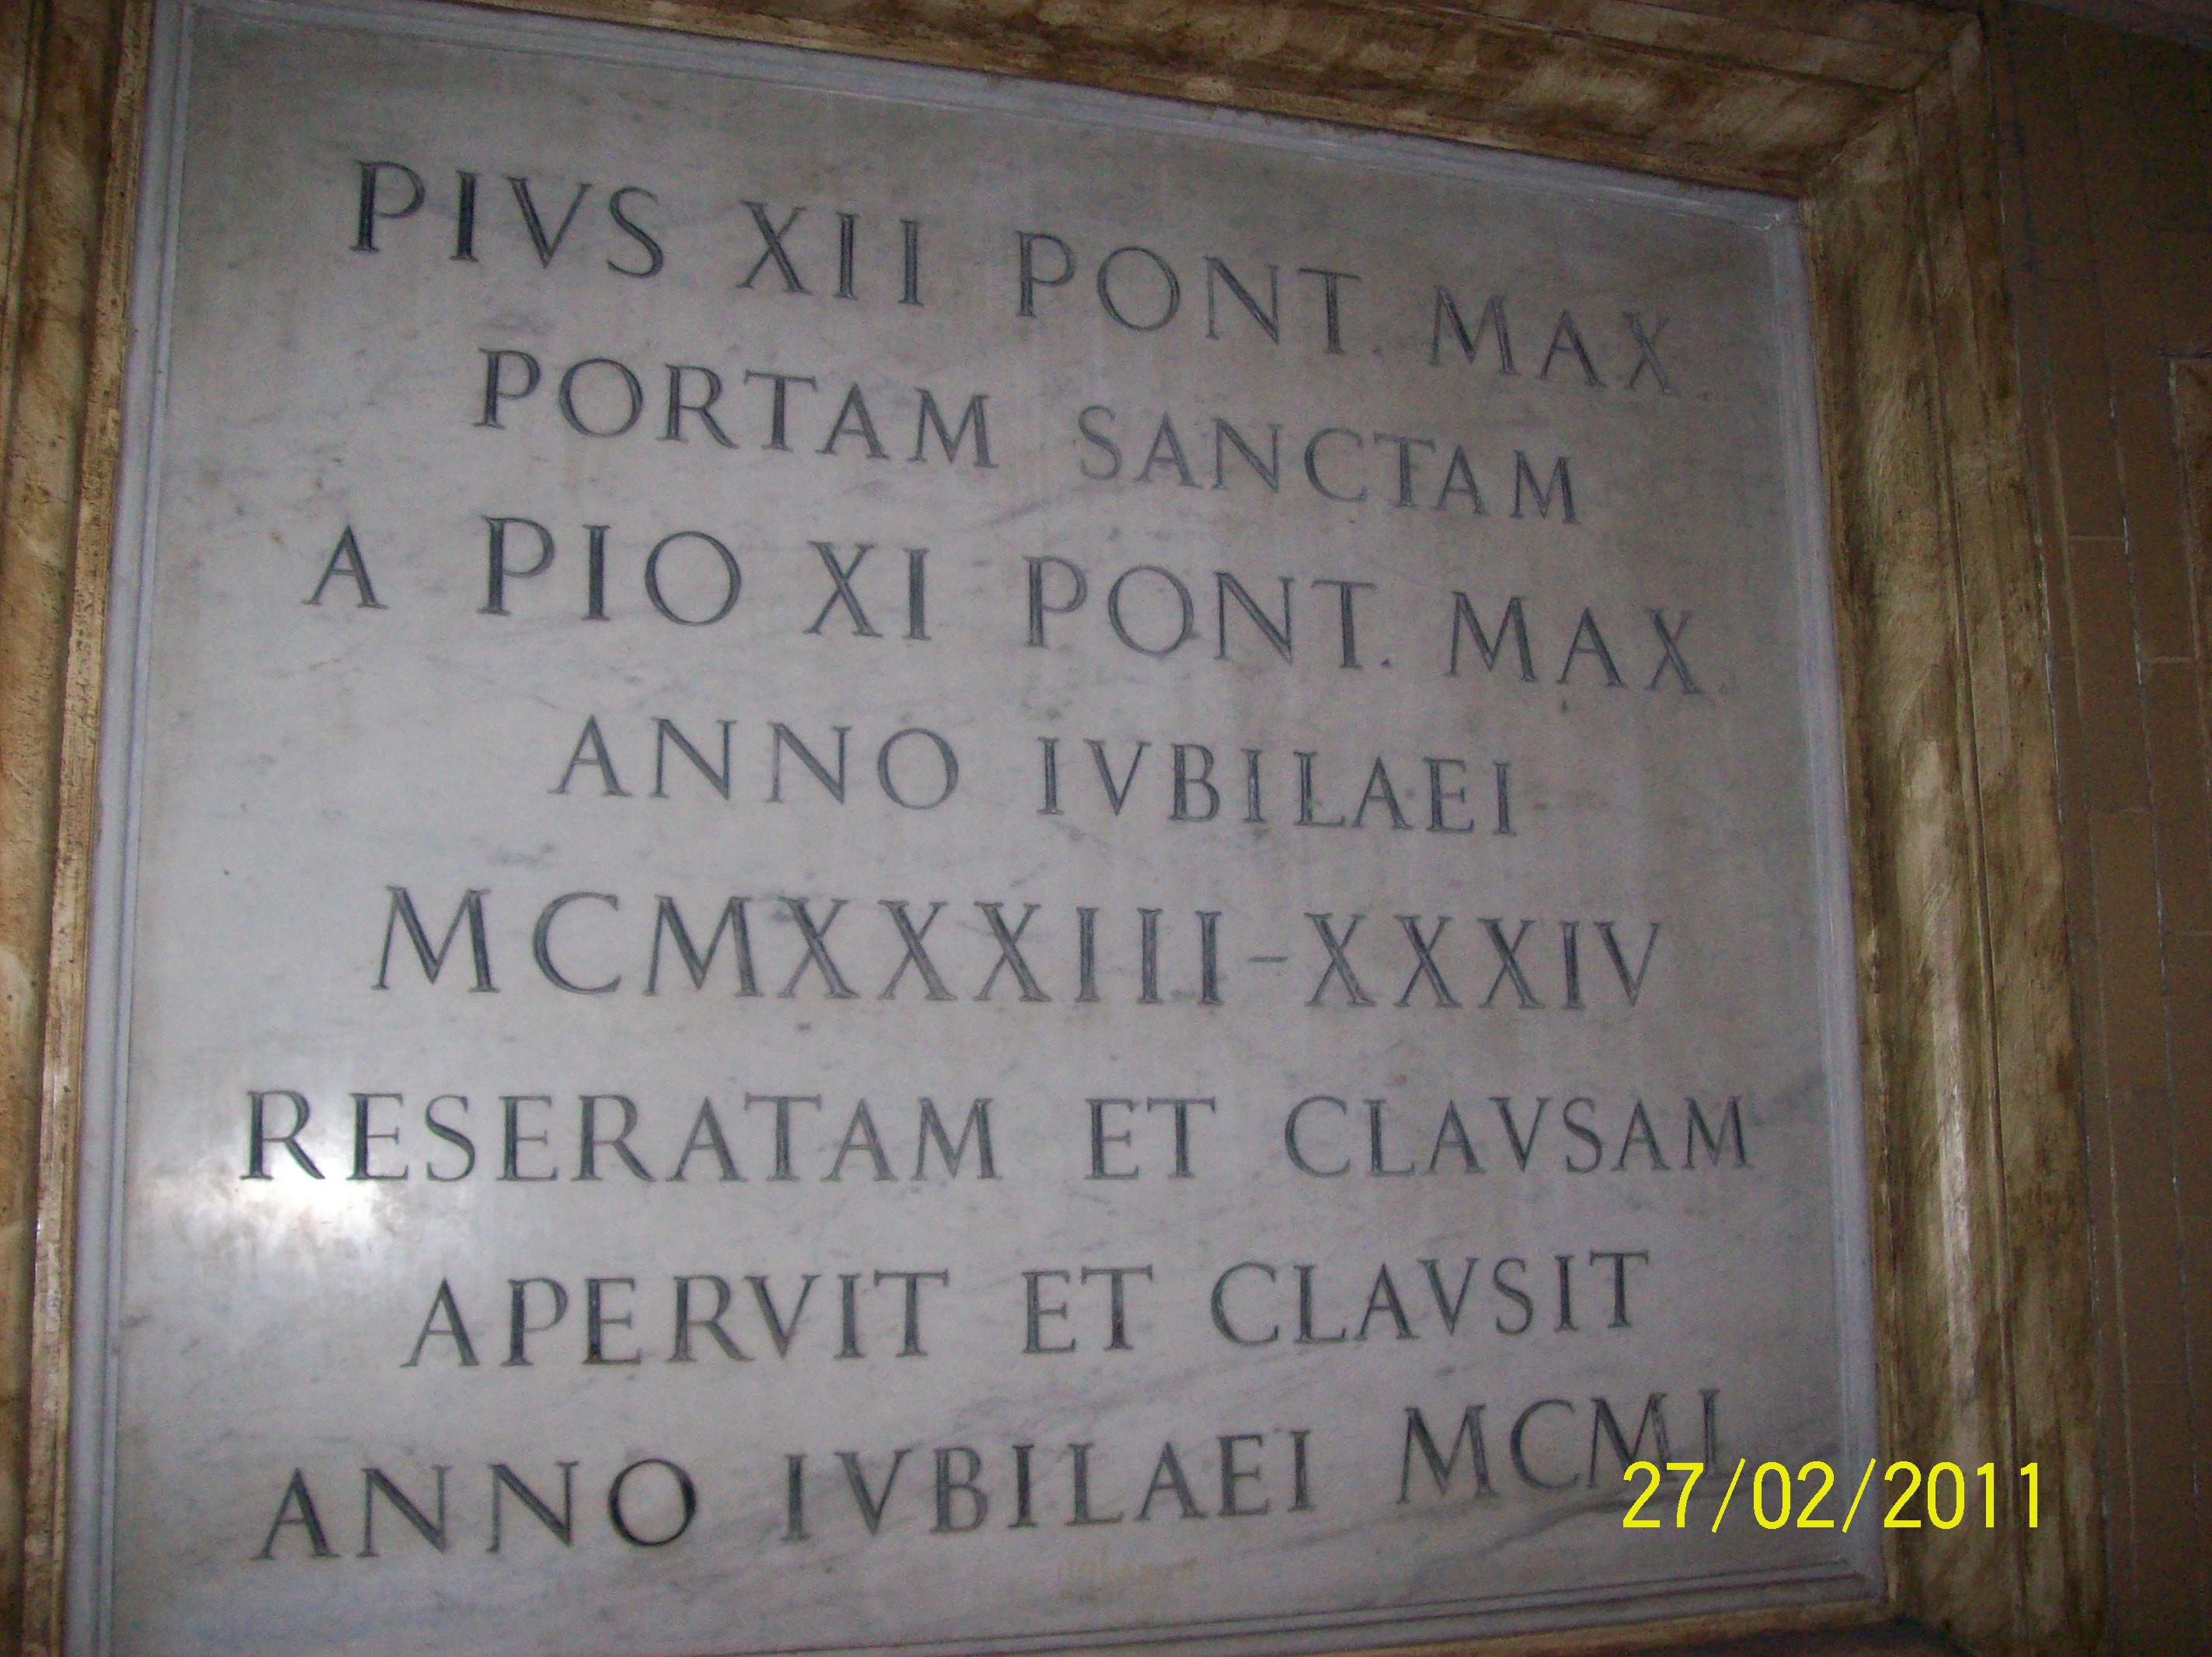 PIVS XII PONT. MAX.
PORTAM SANCTAM
A PIO XI PONT. MAX.
ANNO IVBILAEI
MCMXXXIII-XXXIV
RESERATAM ET CLAVSAM
APERVIT ET CLAVSIT
ANNO IVBILAEI MCML
27/02/2011